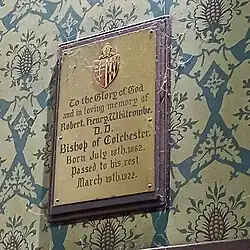 To the Glory of God
and in loving memory of
Robert Henry Whitcombe,
D.D.
Bishop of Colchester.
Born July 18th. 1862.
Passed to his rest
March 19th. 1922.